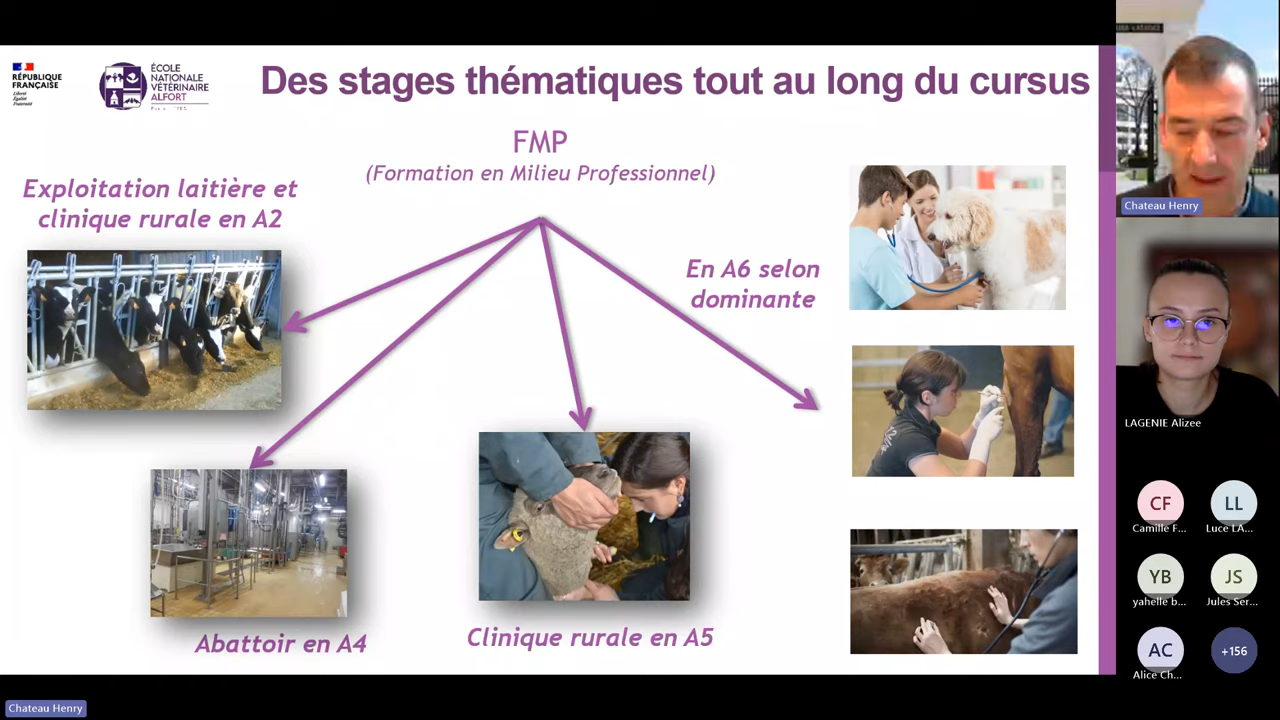 RÉPUBLIQUE
FRANÇAISE
Liberté
Égalité
Fraternité
ÉCOLE
NATIONALE
VÉTÉRINAIRE
ALFORT
Des stages thématiques tout au long du cursus
FMP
(Formation en Milieu Professionnel)
Exploitation laitière et
clinique rurale en A2
En A6 selon
dominante
Abattoir en A4
Clinique rurale en A5
Chateau Henry
LAGENIE Alizee
CF
LL
Camille F...
Luce LA...
YB
JS
yahelle b...
Jules Ser...
AC
+156
Alice Ch...
Chateau Henry